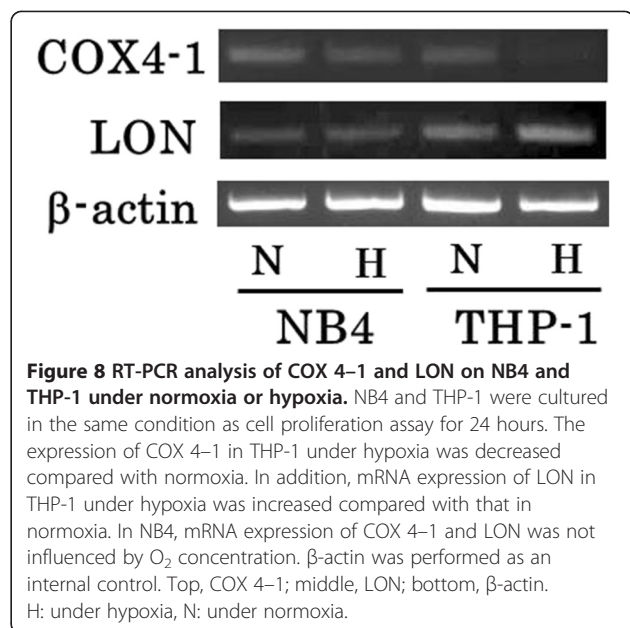 COX4-1
LON
β-actin
N H N H
NB4 THP-1
Figure 8 RT-PCR analysis of COX 4–1 and LON on NB4 and
THP-1 under normoxia or hypoxia. NB4 and THP-1 were cultured
in the same condition as cell proliferation assay for 24 hours. The
expression of COX 4–1 in THP-1 under hypoxia was decreased
compared with normoxia. In addition, mRNA expression of LON in
THP-1 under hypoxia was increased compared with that in
normoxia. In NB4, mRNA expression of COX 4–1 and LON was not
influenced by O₂ concentration. β-actin was performed as an
internal control. Top, COX 4–1; middle, LON; bottom, β-actin.
H: under hypoxia, N: under normoxia.